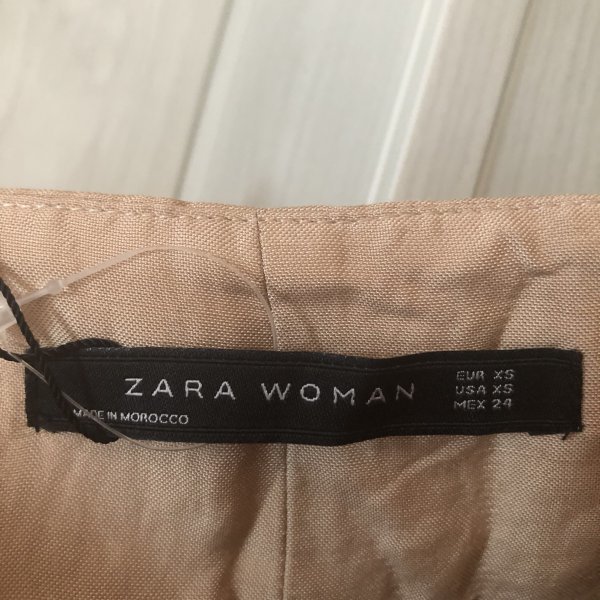 ZARA WOMAN
EUR XS
USA XS
MEX 24
MADE IN MOROCCO